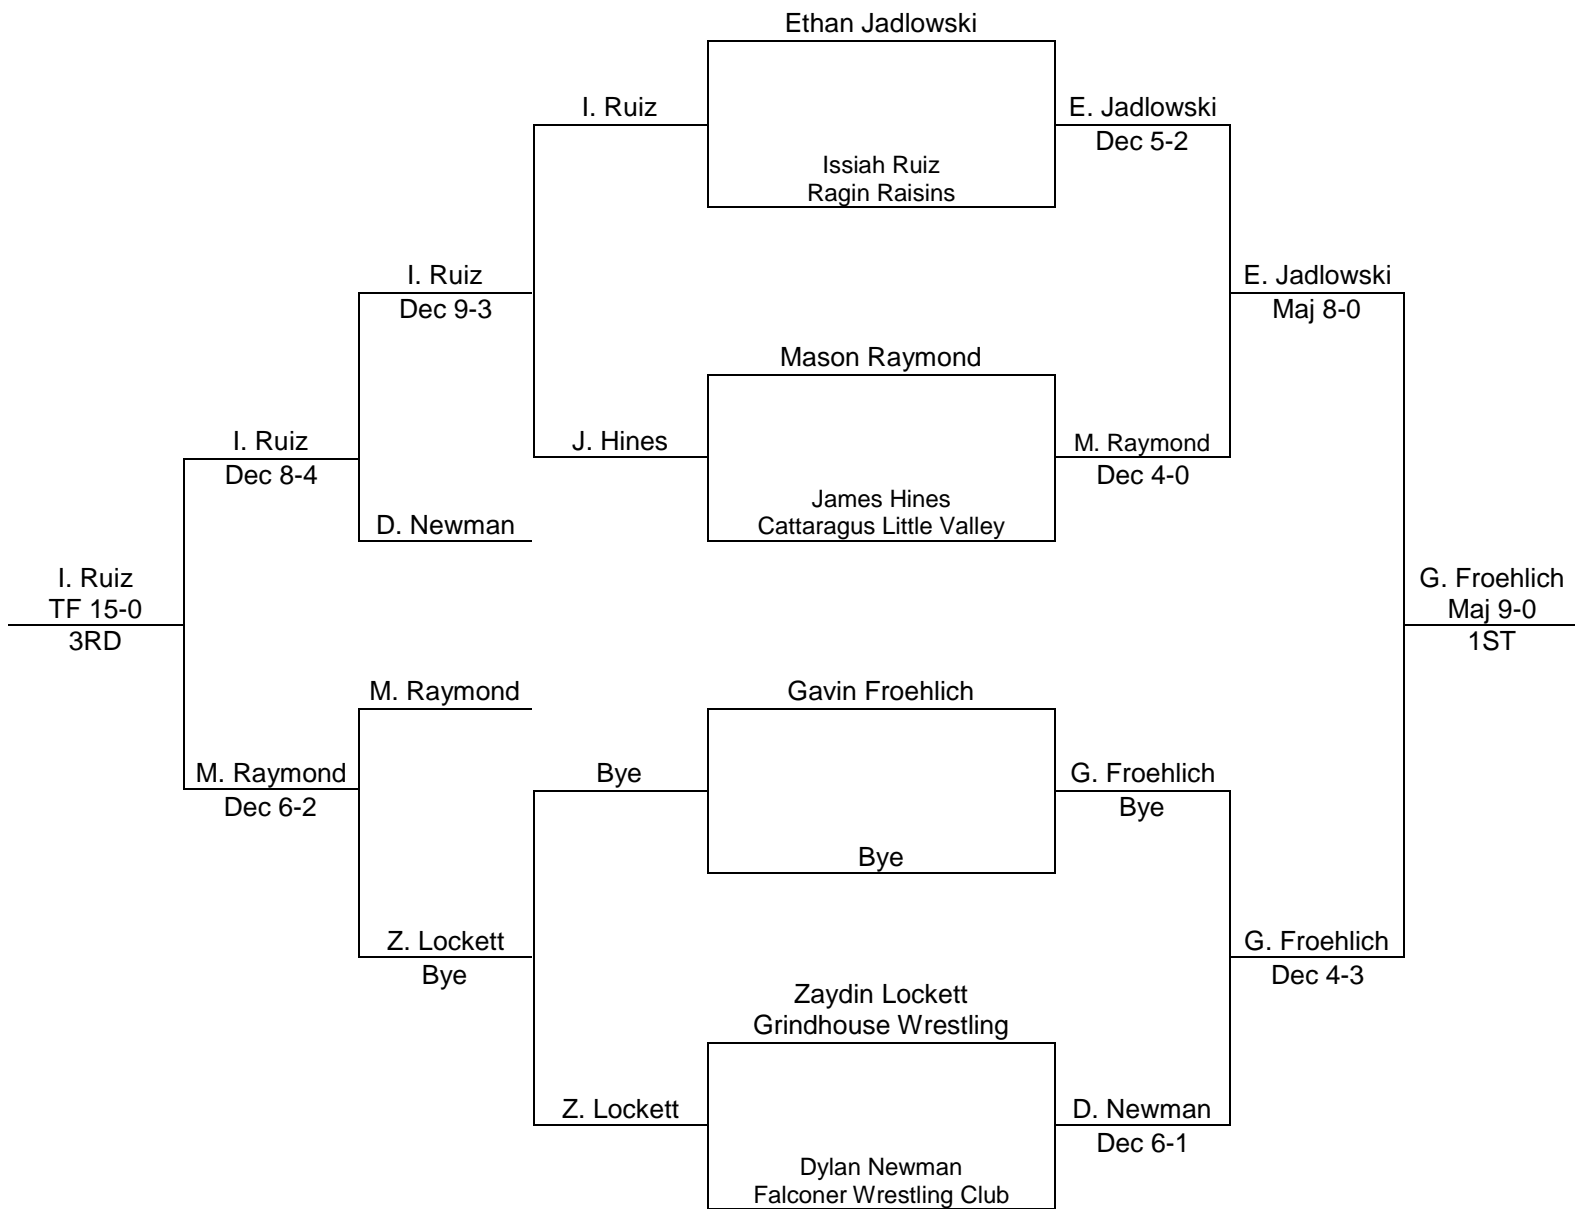 Ethan Jadlowski
I. Ruiz
E. Jadlowski
Dec 5-2
Issiah Ruiz
Ragin Raisins
I. Ruiz
Dec 9-3
E. Jadlowski
Maj 8-0
Mason Raymond
I. Ruiz
Dec 8-4
J. Hines
M. Raymond
Dec 4-0
James Hines
Cattaragus Little Valley
D. Newman
I. Ruiz
TF 15-0
3RD
G. Froehlich
Maj 9-0
1ST
M. Raymond
Gavin Froehlich
M. Raymond
Dec 6-2
Bye
G. Froehlich
Bye
Bye
Z. Lockett
Bye
G. Froehlich
Dec 4-3
Zaydin Lockett
Grindhouse Wrestling
Z. Lockett
D. Newman
Dec 6-1
Dylan Newman
Falconer Wrestling Club